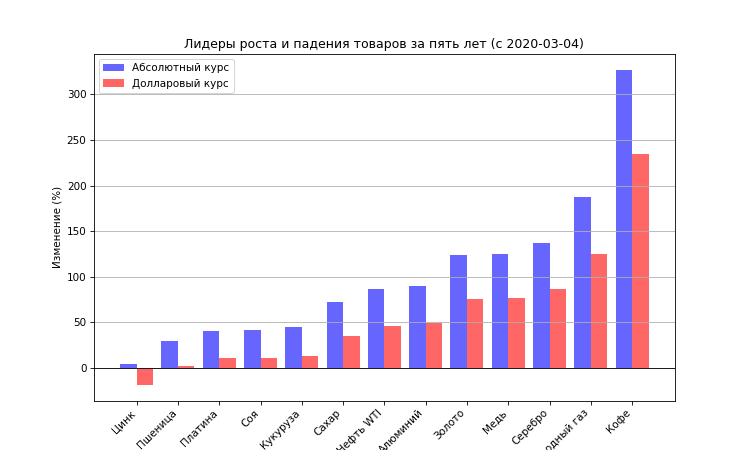 Лидеры роста и падения товаров за пять лет (с 2020-03-04)
Абсолютный курс
Долларовый курс
Изменение (%)
300
250
200
150
100
50
0
Цинк
Пшеница
Платина
Соя
Кукуруза
Сахар
Нефть WTI
Алюминий
Золото
Медь
Серебро
одный газ
Кофе